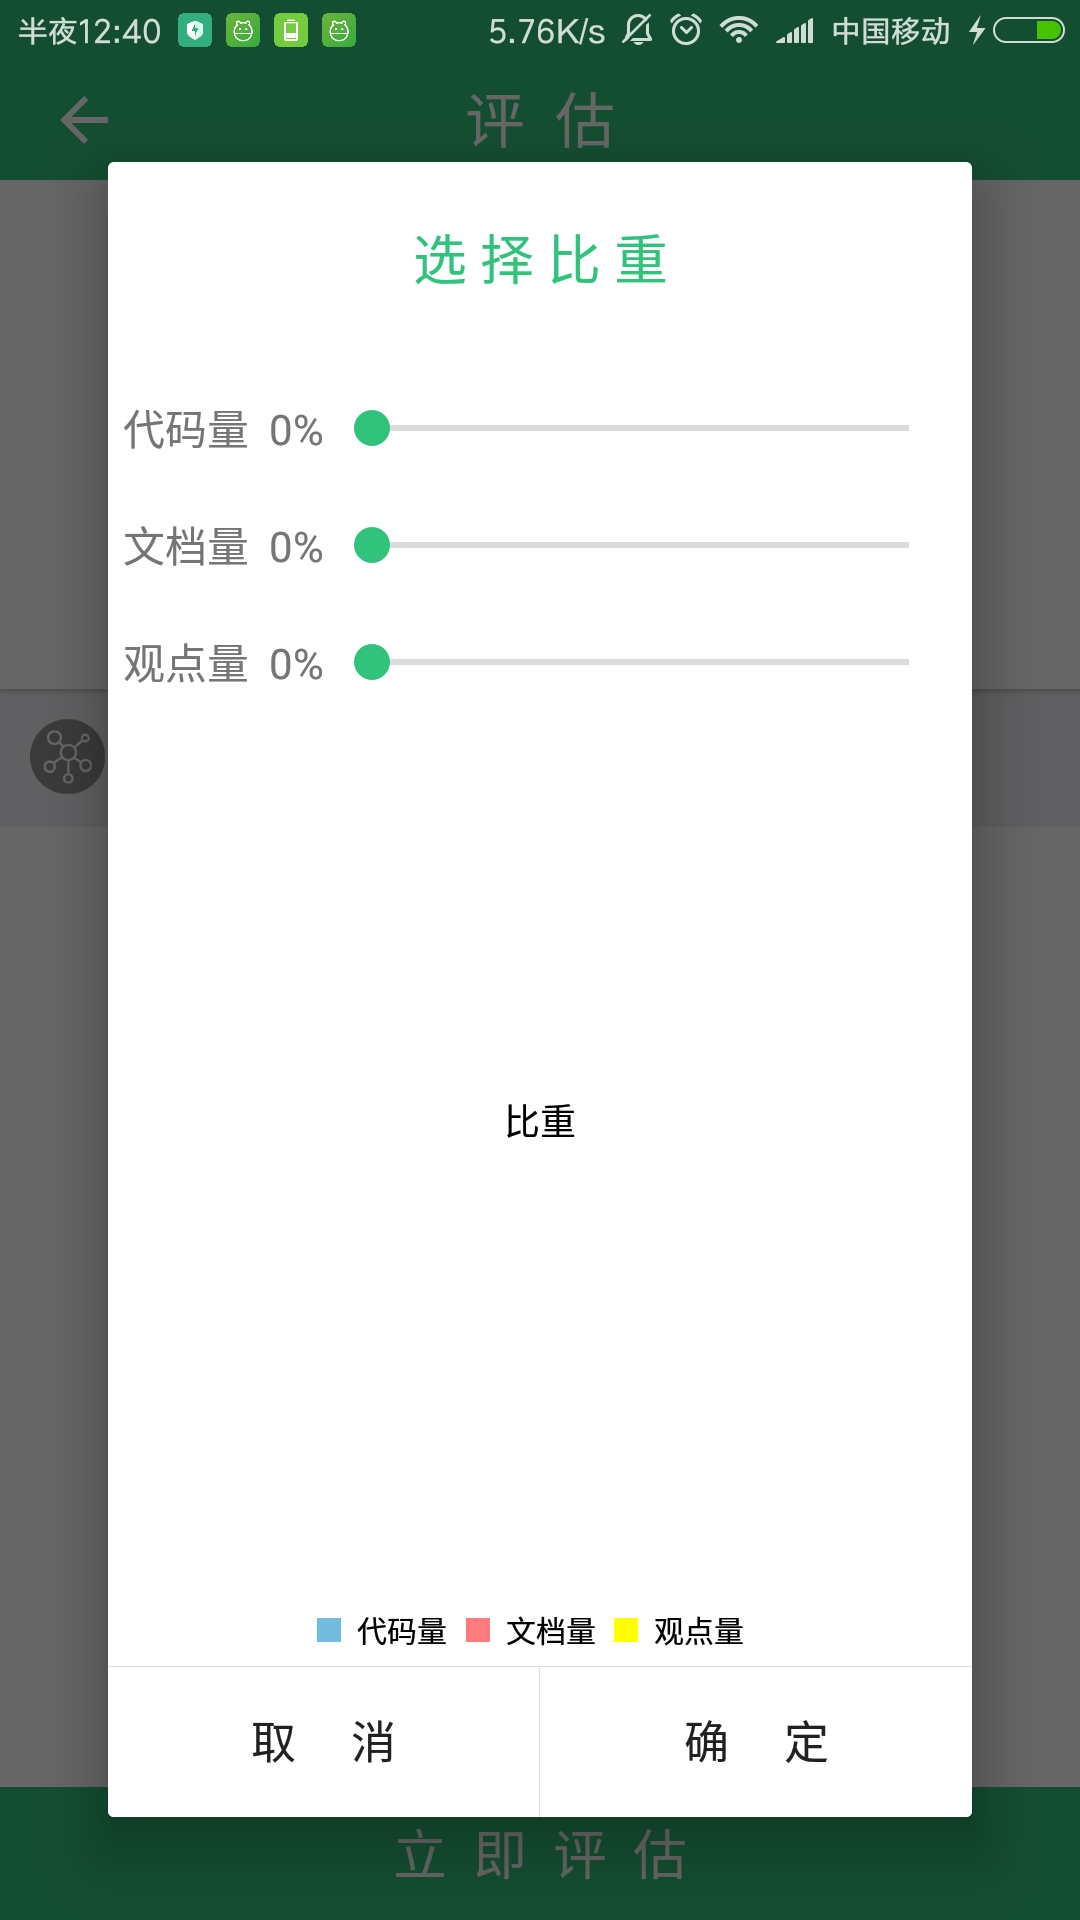 半夜12:40 5.76K/s 中国移动
评 估
选择比重
代码量 0%
文档量 0%
观点量 0%
比重
代码量 文档量 观点量
取 消 确 定
立即评估